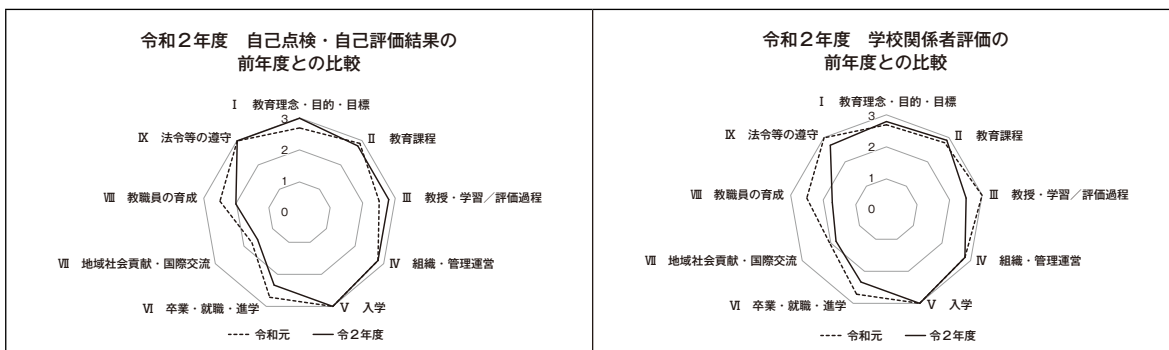 令和2年度　自己点検・自己評価結果の
前年度との比較
Ⅰ　教育理念・目的・目標
Ⅱ　教育課程
Ⅲ　教授・学習／評価過程
Ⅳ　組織・管理運営
Ⅴ　入学
Ⅵ　卒業・就職・進学
Ⅶ　地域社会貢献・国際交流
Ⅷ　教職員の育成
Ⅸ　法令等の遵守
3
2
1
0
令和元　令2年度
令和2年度　学校関係者評価の
前年度との比較
Ⅰ　教育理念・目的・目標
Ⅱ　教育課程
Ⅲ　教授・学習／評価過程
Ⅳ　組織・管理運営
Ⅴ　入学
Ⅵ　卒業・就職・進学
Ⅶ　地域社会貢献・国際交流
Ⅷ　教職員の育成
Ⅸ　法令等の遵守
3
2
1
0
令和元　令2年度